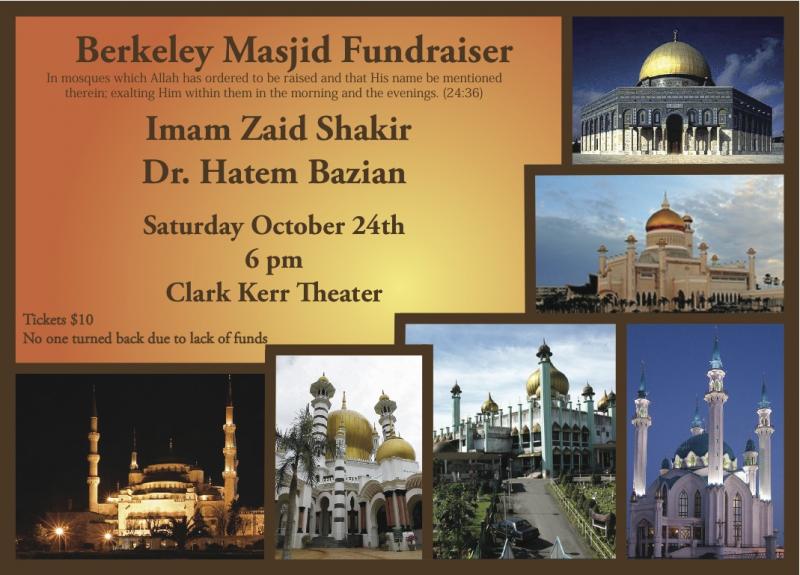 Berkeley Masjid Fundraiser
In mosques which Allah has ordered to be raised and that His name be mentioned
therein; exalting Him within them in the morning and the evenings. (24:36)
Imam Zaid Shakir
Dr. Hatem Bazian
Saturday October 24th
6 pm
Clark Kerr Theater
Tickets $10
No one turned back due to lack of funds